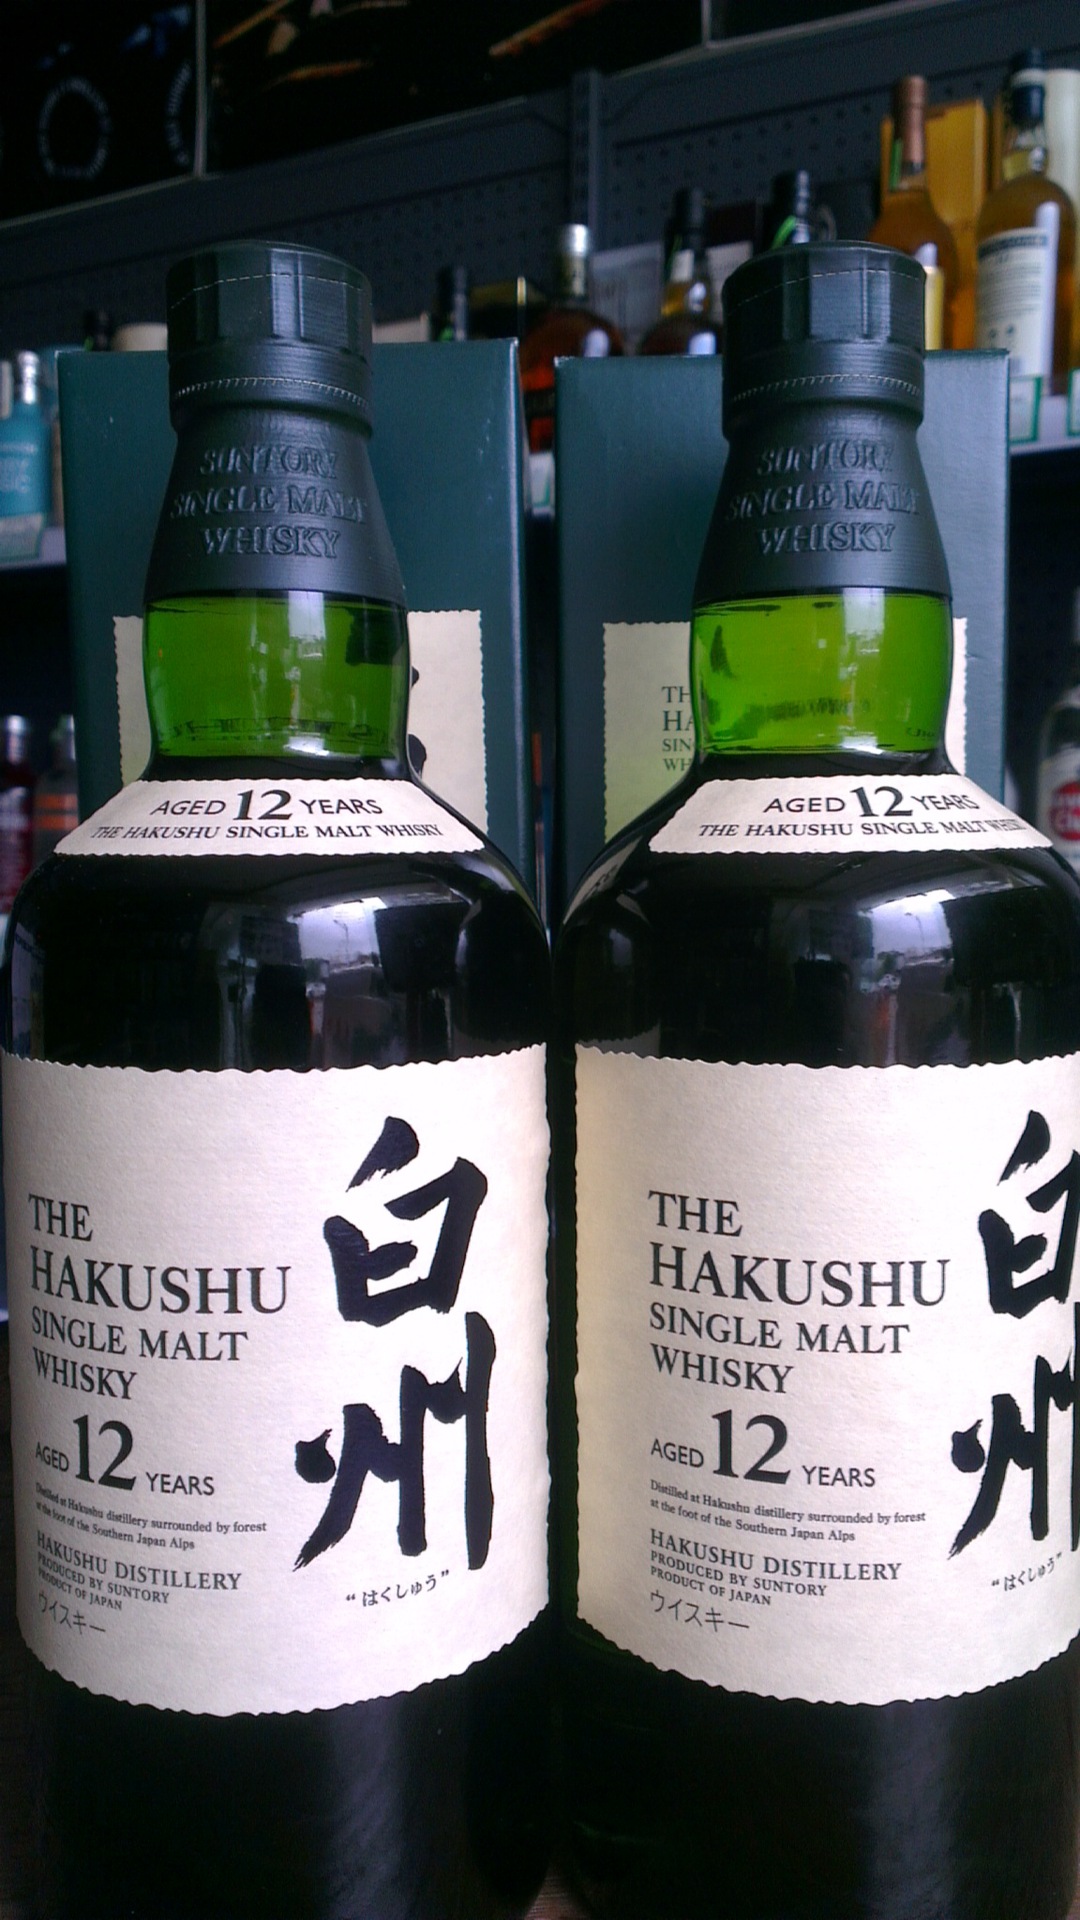 SUNTORY
SINGLE MALT
WHISKY
AGED 12 YEARS
THE HAKUSHU SINGLE MALT WHISKY
THE
HAKUSHU
SINGLE MALT
WHISKY
AGED 12 YEARS
Distilled at Hakushu distillery surrounded by forest
at the foot of the Southern Japan Alps
HAKUSHU DISTILLERY
PRODUCED BY SUNTORY
PRODUCT OF JAPAN
ウイスキー
白州
“はくしゅう”
SUNTORY
SINGLE MALT
WHISKY
TH
HA
SIN
WH
AGED 12 YEARS
THE HAKUSHU SINGLE MALT WHIS
THE
HAKUSHU
SINGLE MALT
WHISKY
AGED 12 YEARS
Distilled at Hakushu distillery surrounded by forest
at the foot of the Southern Japan Alps
HAKUSHU DISTILLERY
PRODUCED BY SUNTORY
PRODUCT OF JAPAN
ウイスキー
白州
“はくしゅう”